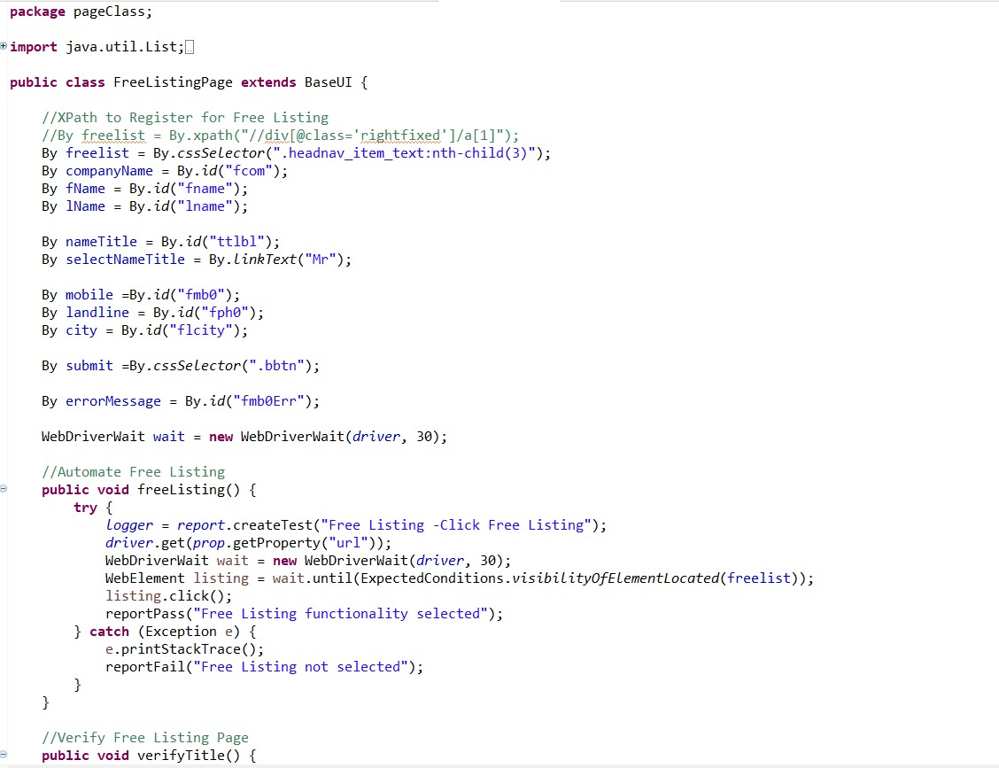 package pageClass;
import java.util.List;
public class FreeListingPage extends BaseUI {
//XPath to Register for Free Listing
//By freelist = By.xpath("//div[@class='rightfixed']/a[1]");
By freelist = By.cssSelector(".headnav_item_text:nth-child(3)");
By companyName = By.id("fcom");
By fName = By.id("fname");
By lName = By.id("lname");
By nameTitle = By.id("ttlbl");
By selectNameTitle = By.linkText("Mr");
By mobile =By.id("fmb0");
By landline = By.id("fph0");
By city = By.id("flcity");
By submit =By.cssSelector(".bbtn");
By errorMessage = By.id("fmb0Err");
WebDriverWait wait = new WebDriverWait(driver, 30);
//Automate Free Listing
public void freeListing() {
try {
logger = report.createTest("Free Listing -Click Free Listing");
driver.get(prop.getProperty("url"));
WebDriverWait wait = new WebDriverWait(driver, 30);
WebElement listing = wait.until(ExpectedConditions.visibilityOfElementLocated(freelist));
listing.click();
reportPass("Free Listing functionality selected");
} catch (Exception e) {
e.printStackTrace();
reportFail("Free Listing not selected");
}
}
//Verify Free Listing Page
public void verifyTitle() {